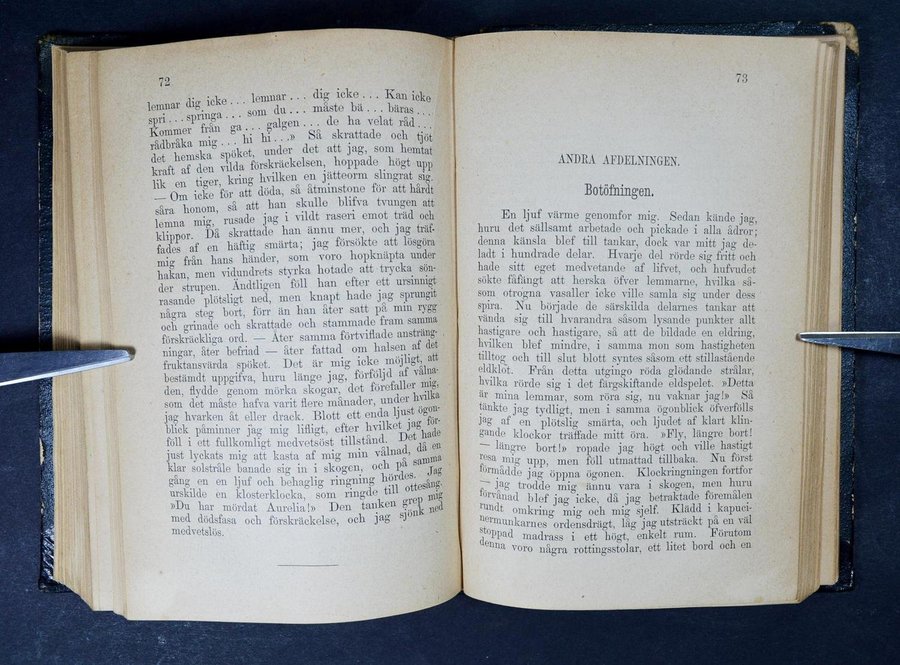 72
lemnar dig icke . . . lemnar . . . dig icke . . . Kan icke
spri . . . springa . . . som du . . . måste bä . . . bäras . . .
Kommer från ga . . . galgen . . . de ha velat råd . . .
rådbråka mig . . . hi hi . . .» Så skrattade och tjöt
det hemska spöket, under det att jag, som hemtat
kraft af den vilda förskräckelsen, hoppade högt upp
lik en tiger, kring hvilken en jätteorm slingrat sig.
— Om icke för att döda, så åtminstone för att hårdt
såra honom, så att han skulle blifva tvungen att
lemna mig, rusade jag i vildt raseri emot träd och
klippor. Då skrattade han ännu mer, och jag träf-
fades af en häftig smärta; jag försökte att lösgöra
mig från hans händer, som voro hopknäpta under
hakan, men vidundrets styrka hotade att trycka sön-
der strupen. Ändtligen föll han efter ett ursinnigt
rasande plötsligt ned, men knapt hade jag sprungit
några steg bort, förr än han åter satt på min rygg
och grinade och skrattade och stammade fram samma
förskräckliga ord. — Åter samma förtviflade ansträng-
ningar, åter befriad — åter fattad om halsen af det
fruktansvärda spöket. Det är mig icke möjligt, att
bestämdt uppgifva, huru länge jag, förföljd af vålna-
den, flydde genom mörka skogar, det förefaller mig,
som det måste hafva varit flere månader, under hvilka
jag hvarken åt eller drack. Blott ett enda ljust ögon-
blick påminner jag mig lifligt, efter hvilket jag för-
föll i ett fullkomligt medvetslöst tillstånd. Det hade
just lyckats mig att kasta af mig min vålnad, då en
klar solstråle banade sig in i skogen, och på samma
gång en en ljuf och behaglig ringning hördes. Jag
urskilde en klosterklocka, som ringde till ottesång.
»Du har mördat Aurelia!» Den tanken grep mig
med dödsfasa och förskräckelse, och jag sjönk ned
medvetslös.
73
ANDRA AFDELNINGEN.
Botöfningen.
En ljuf värme genomfor mig. Sedan kände jag,
huru det sällsamt arbetade och pickade i alla ådror;
denna känsla blef till tankar, dock var mitt jag de-
ladt i hundrade delar. Hvarje del rörde sig fritt och
hade sitt eget medvetande af lifvet, och hufvudet
sökte fåfängt att herska öfver lemmarne, hvilka så-
som otrogna vasaller icke ville samla sig under dess
spira. Nu började de särskilda delarnes tankar att
vända sig till hvarandra såsom lysande punkter allt
hastigare och hastigare, så att de bildade en eldring,
hvilken blef mindre, i samma mon som hastigheten
tilltog och till slut blott syntes såsom ett stillastående
eldklot. Från detta utgingo röda glödande strålar,
hvilka rörde sig i det färgskiftande eldspelet. »Detta
är mina lemmar, som röra sig, nu vaknar jag!» Så
tänkte jag tydligt, men i samma ögonblick öfverfölls
jag af en plötslig smärta, och ljudet af klart klin-
gande klockor träffade mitt öra. »Fly, längre bort!
— längre bort!» ropade jag högt och ville hastigt
resa mig upp, men föll utmattad tillbaka. Nu först
förmådde jag öppna ögonen. Klockringningen fortfor
— jag trodde mig ännu vara i skogen, men huru
förvånad blef jag icke, då jag betraktade föremålen
rundt omkring mig och mig sjelf. Klädd i kapuci-
nermunkarnes ordensdrägt, låg jag utsträckt på en väl
stoppad madrass i ett högt, enkelt rum. Förutom
denna voro några rottingsstolar, ett litet bord och en